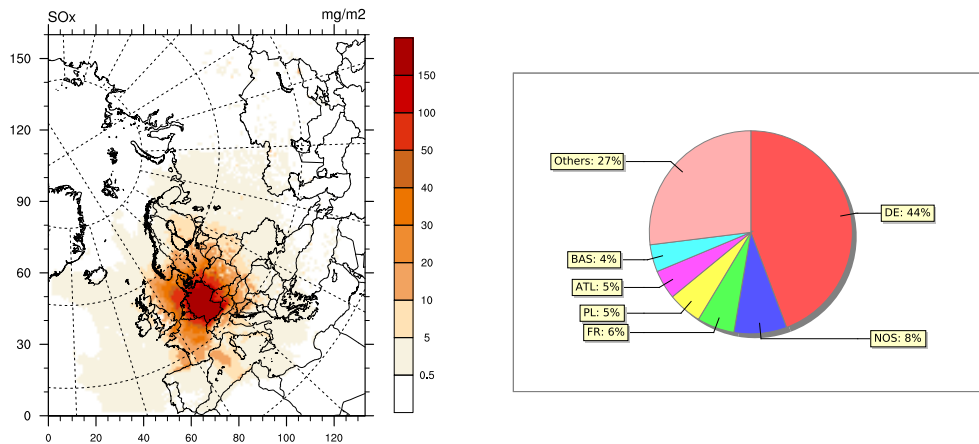 SOx mg/m2
150
120
90
60
30
0
0 20 40 60 80 100 120
150
100
50
40
30
20
10
5
0.5
Others: 27%
DE: 44%
BAS: 4%
ATL: 5%
PL: 5%
FR: 6%
NOS: 8%